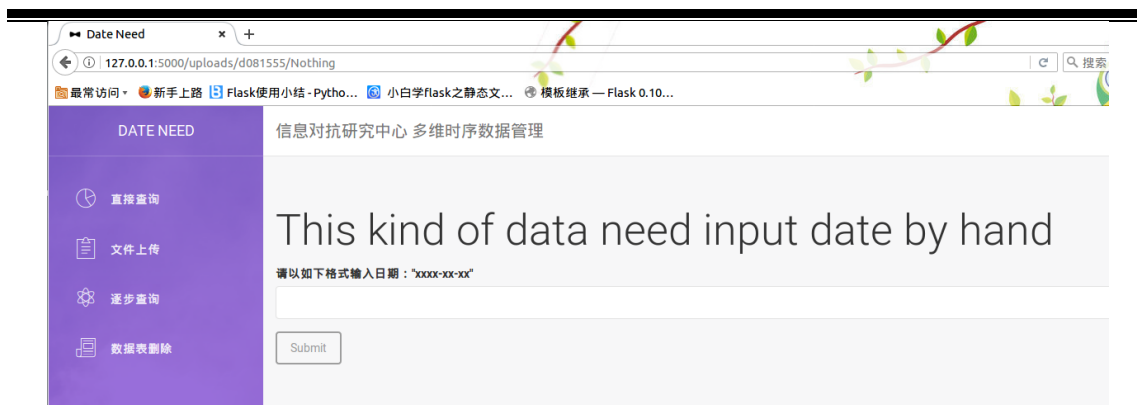 Date Need × +
127.0.0.1:5000/uploads/d081555/Nothing 搜索
最常访问 新手上路 Flask使用小结 - Pytho... 小白学flask之静态文... 模板继承 — Flask 0.10...
DATE NEED
信息对抗研究中心 多维时序数据管理
直接查询
文件上传
逐步查询
数据表删除
This kind of data need input date by hand
请以如下格式输入日期："xxxx-xx-xx"
Submit